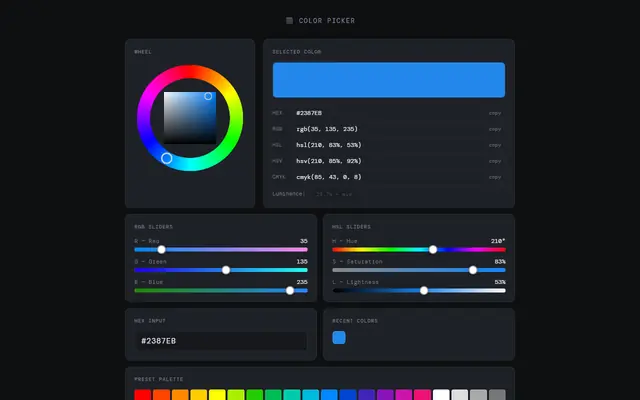 COLOR PICKER
WHEEL
SELECTED COLOR
HEX #2387EB copy
RGB rgb(35, 135, 235) copy
HSL hsl(210, 83%, 53%) copy
HSV hsv(210, 85%, 92%) copy
CMYK cmyk(85, 43, 0, 8) copy
Luminance:
RGB SLIDERS
R — Red 35
G — Green 135
B — Blue 235
HSL SLIDERS
H — Hue 210°
S — Saturation 83%
L — Lightness 53%
HEX INPUT
#2387EB
RECENT COLORS
PRESET PALETTE